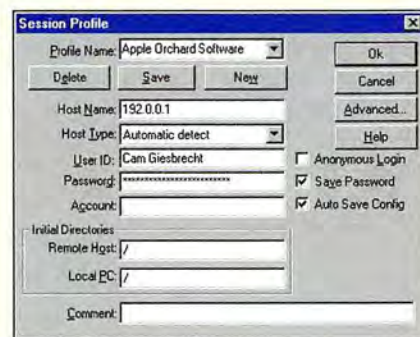 Session Profile
Profile Name: Apple Orchard Software
Ok
Delete Save New
Cancel
Host Name: 192.0.0.1
Advanced...
Host Type: Automatic detect
Help
User ID: Cam Giesbrecht
Anonymous Login
Password: ************************
Save Password
Account:
Auto Save Config
Initial Directories
Remote Host: /
Local PC: /
Comment: